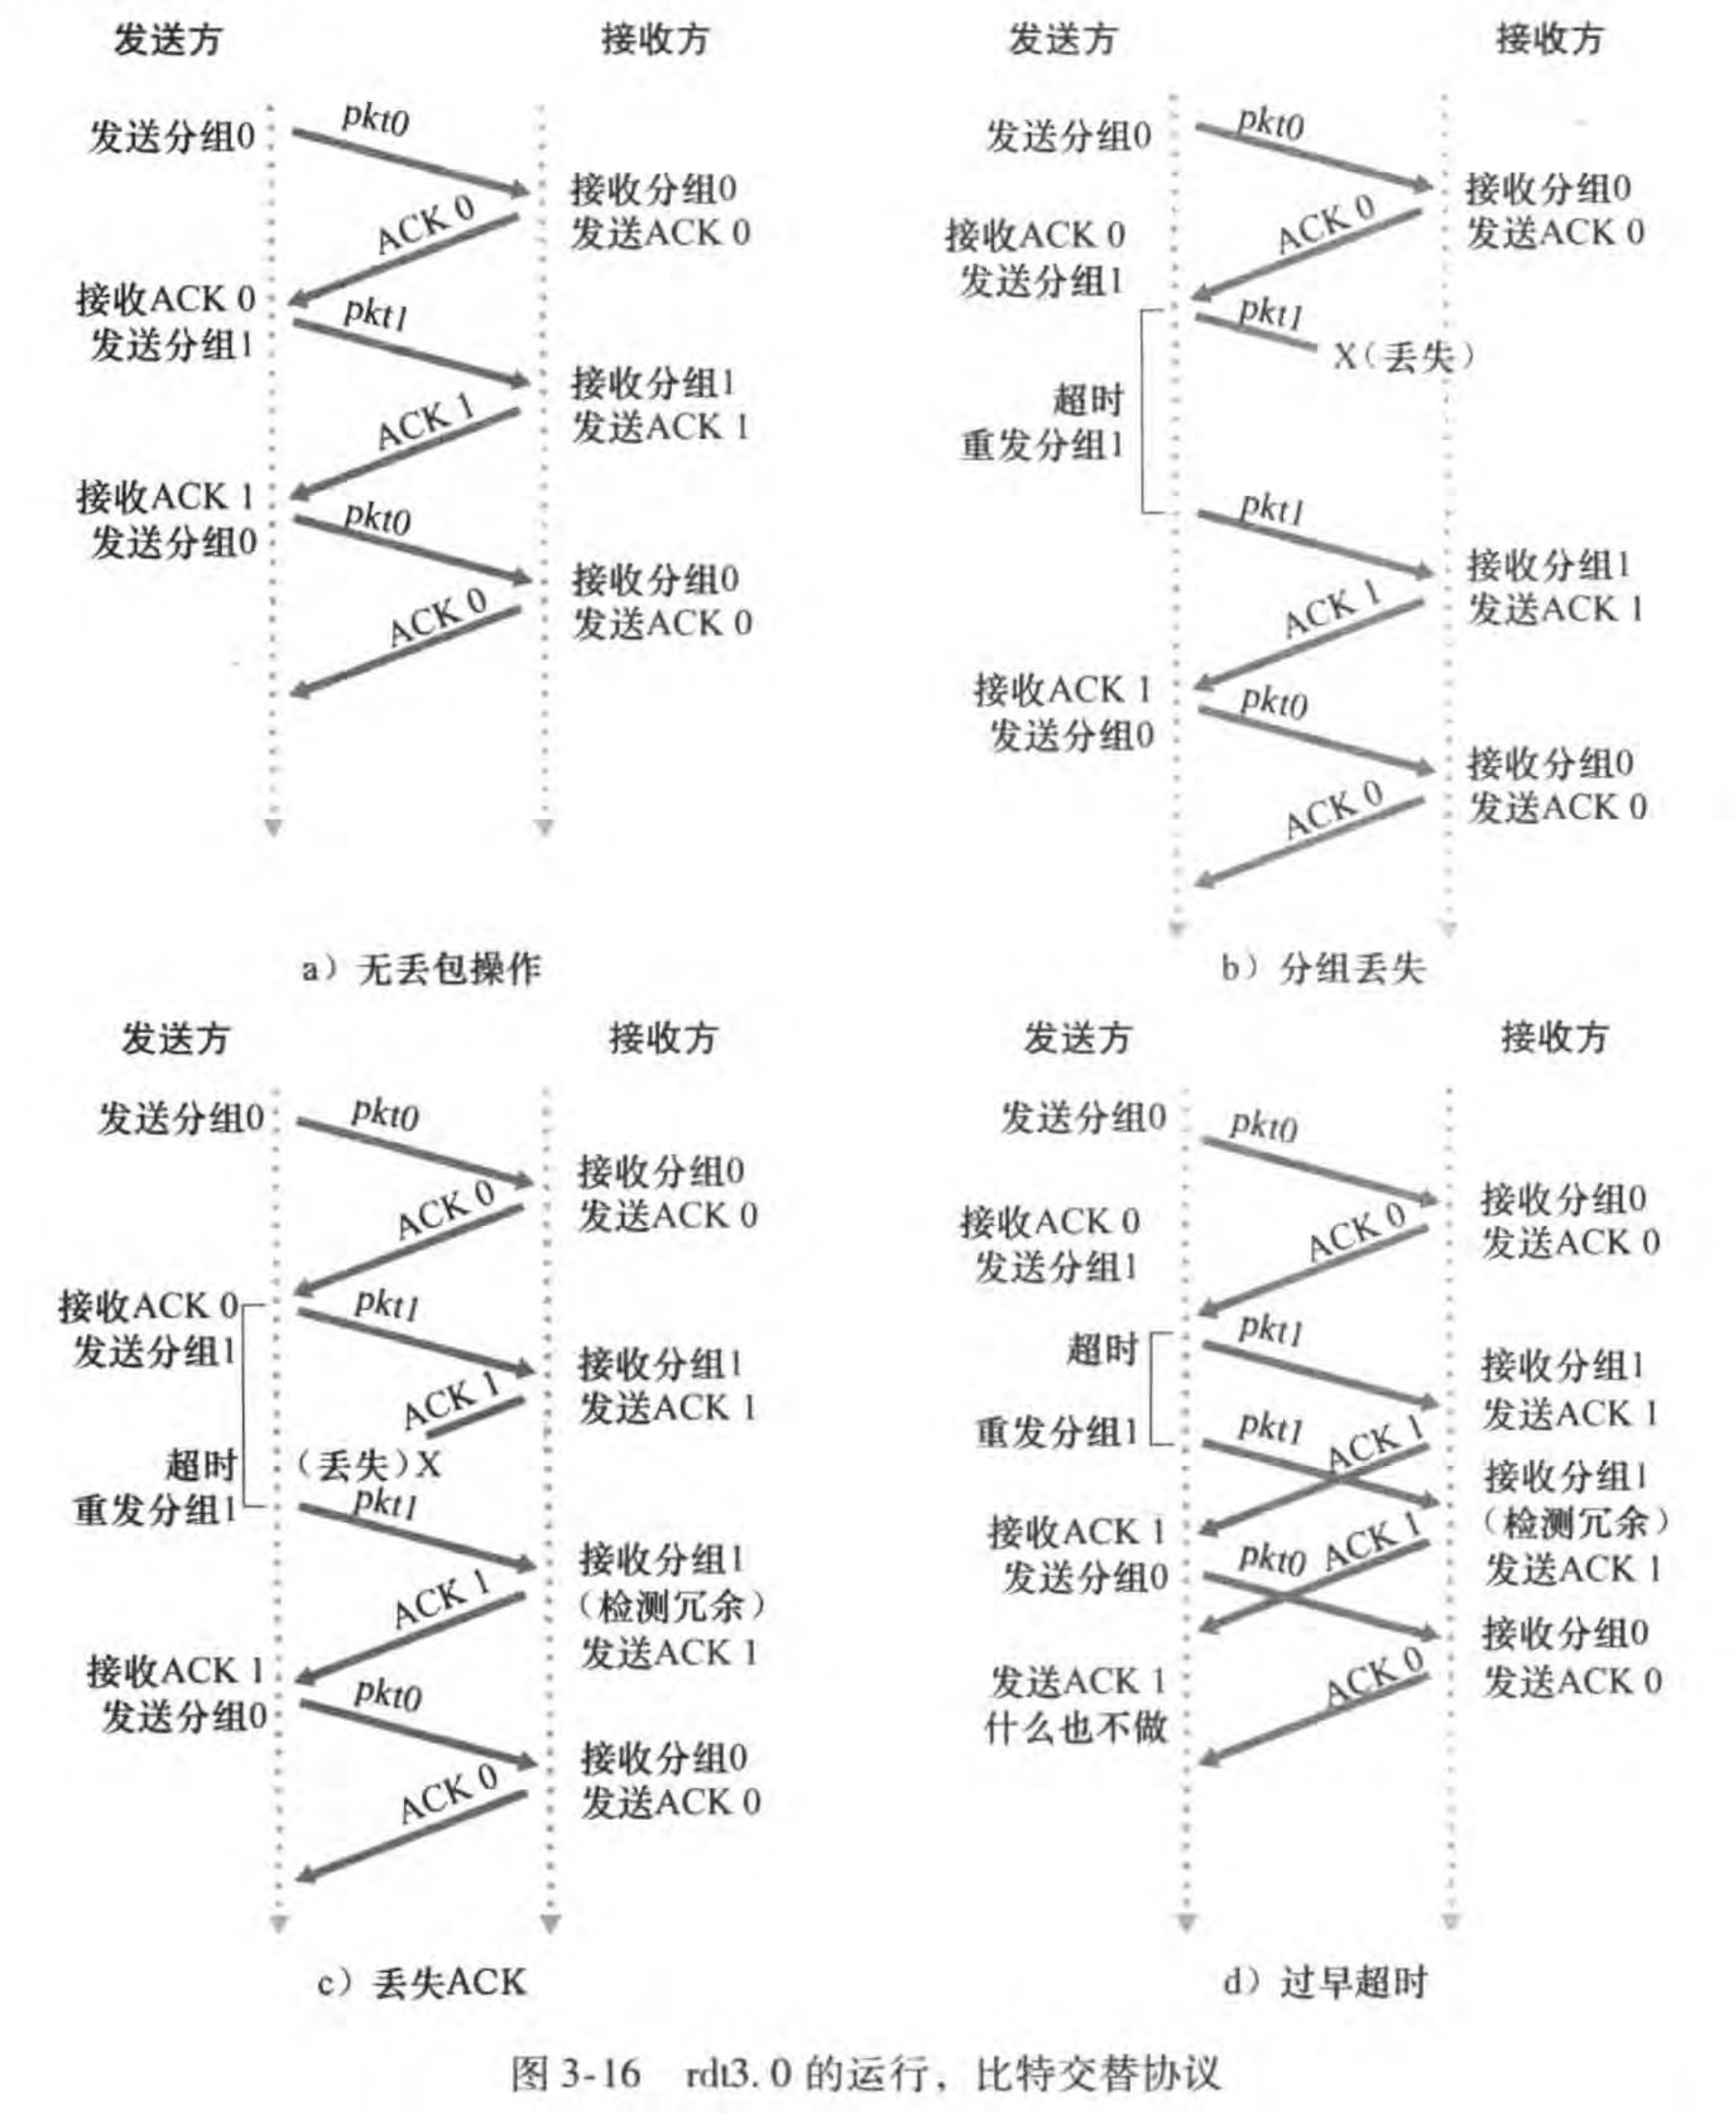 发送方 接收方
发送分组0
pkt0
接收分组0
发送ACK 0
ACK 0
接收ACK 0
发送分组1
pkt1
接收分组1
发送ACK 1
ACK 1
接收ACK 1
发送分组0
pkt0
接收分组0
发送ACK 0
ACK 0
a）无丢包操作
发送方 接收方
发送分组0
pkt0
接收分组0
发送ACK 0
ACK 0
接收ACK 0
发送分组1
pkt1
X（丢失）
超时
重发分组1
pkt1
接收分组1
发送ACK 1
ACK 1
接收ACK 1
发送分组0
pkt0
接收分组0
发送ACK 0
ACK 0
b）分组丢失
发送方 接收方
发送分组0
pkt0
接收分组0
发送ACK 0
ACK 0
接收ACK 0
发送分组1
pkt1
接收分组1
发送ACK 1
ACK 1
（丢失）X
超时
重发分组1
pkt1
接收分组1
（检测冗余）
发送ACK 1
ACK 1
接收ACK 1
发送分组0
pkt0
接收分组0
发送ACK 0
ACK 0
c）丢失ACK
发送方 接收方
发送分组0
pkt0
接收分组0
发送ACK 0
ACK 0
接收ACK 0
发送分组1
超时
pkt1
接收分组1
发送ACK 1
重发分组1
pkt1
ACK 1
接收分组1
（检测冗余）
发送ACK 1
接收ACK 1
发送分组0
pkt0
ACK 1
接收分组0
发送ACK 0
发送ACK 1
什么也不做
ACK 0
d）过早超时
图 3-16 rdt3. 0 的运行，比特交替协议